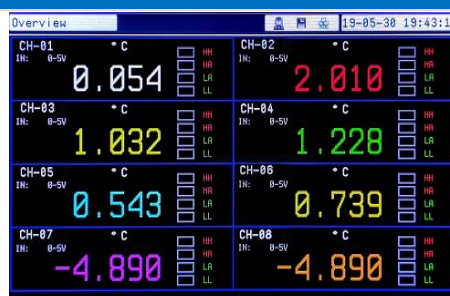 Overview 19-05-30 19:43:1
CH-01 °C
IN: 0-5V
0.054
HH
HA
LA
LL
CH-02 °C
IN: 0-5V
2.010
HH
HA
LA
LL
CH-03 °C
IN: 0-5V
1.032
HH
HA
LA
LL
CH-04 °C
IN: 0-5V
1.228
HH
HA
LA
LL
CH-05 °C
IN: 0-5V
0.543
HH
HA
LA
LL
CH-06 °C
IN: 0-5V
0.739
HH
HA
LA
LL
CH-07 °C
IN: 0-5V
-4.890
HH
HA
LA
LL
CH-08 °C
IN: 0-5V
-4.890
HH
HA
LA
LL